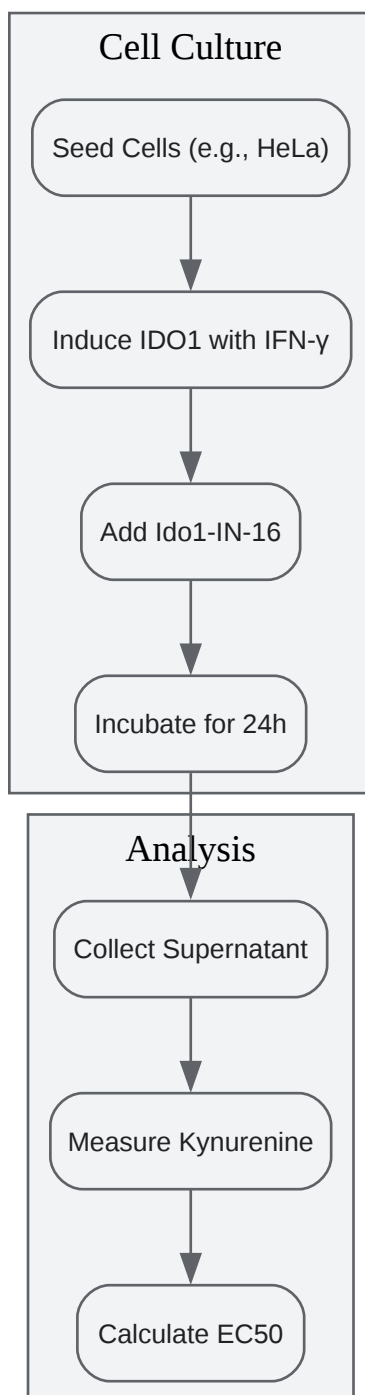 Cell Culture
Seed Cells (e.g., HeLa)
Induce IDO1 with IFN-γ
Add Ido1-IN-16
Incubate for 24h
Analysis
Collect Supernatant
Measure Kynurenine
Calculate EC50